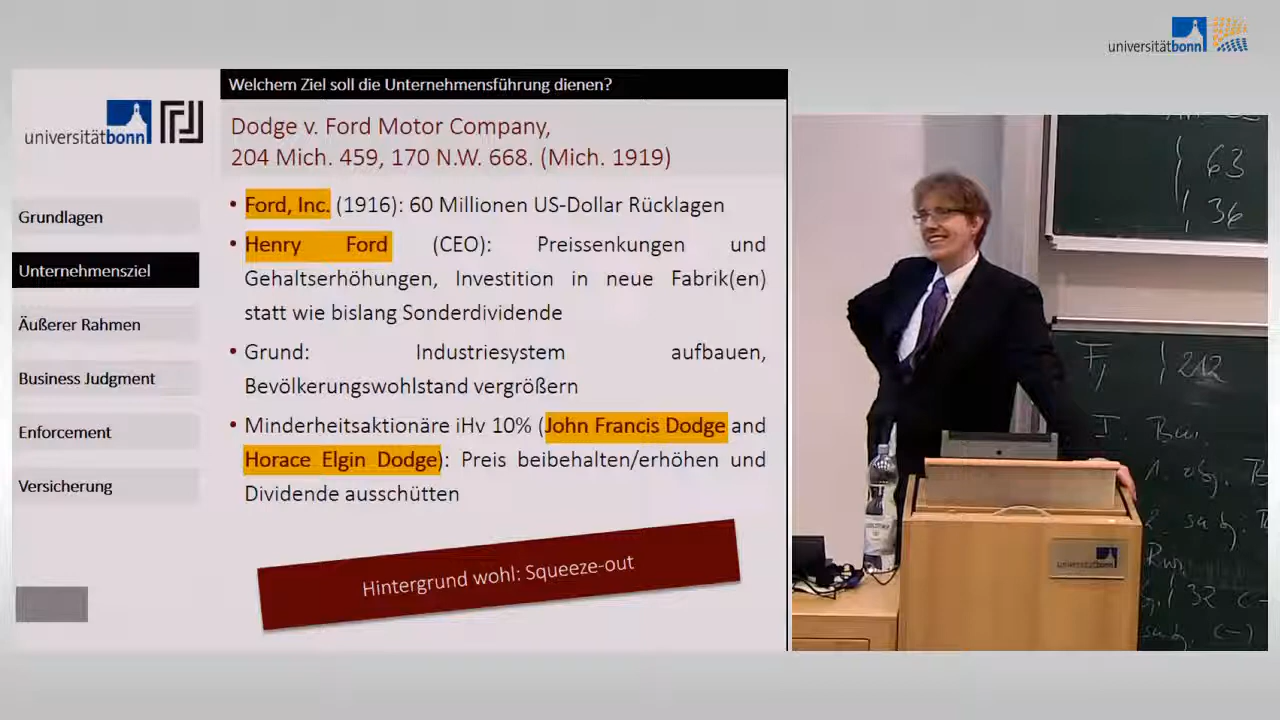 universitätbonn
Welchem Ziel soll die Unternehmensführung dienen?
universitätbonn
Dodge v. Ford Motor Company,
204 Mich. 459, 170 N.W. 668. (Mich. 1919)
Grundlagen
Unternehmensziel
Äußerer Rahmen
Business Judgment
Enforcement
Versicherung
• Ford, Inc. (1916): 60 Millionen US-Dollar Rücklagen
• Henry Ford (CEO): Preissenkungen und
Gehaltserhöhungen, Investition in neue Fabrik(en)
statt wie bislang Sonderdividende
• Grund: Industriesystem aufbauen,
Bevölkerungswohlstand vergrößern
• Minderheitsaktionäre iHv 10% (John Francis Dodge and
Horace Elgin Dodge): Preis beibehalten/erhöhen und
Dividende ausschütten
Hintergrund wohl: Squeeze-out
63
36
212
I.
1.
2.
32 (-)
(-)
universitätbonn